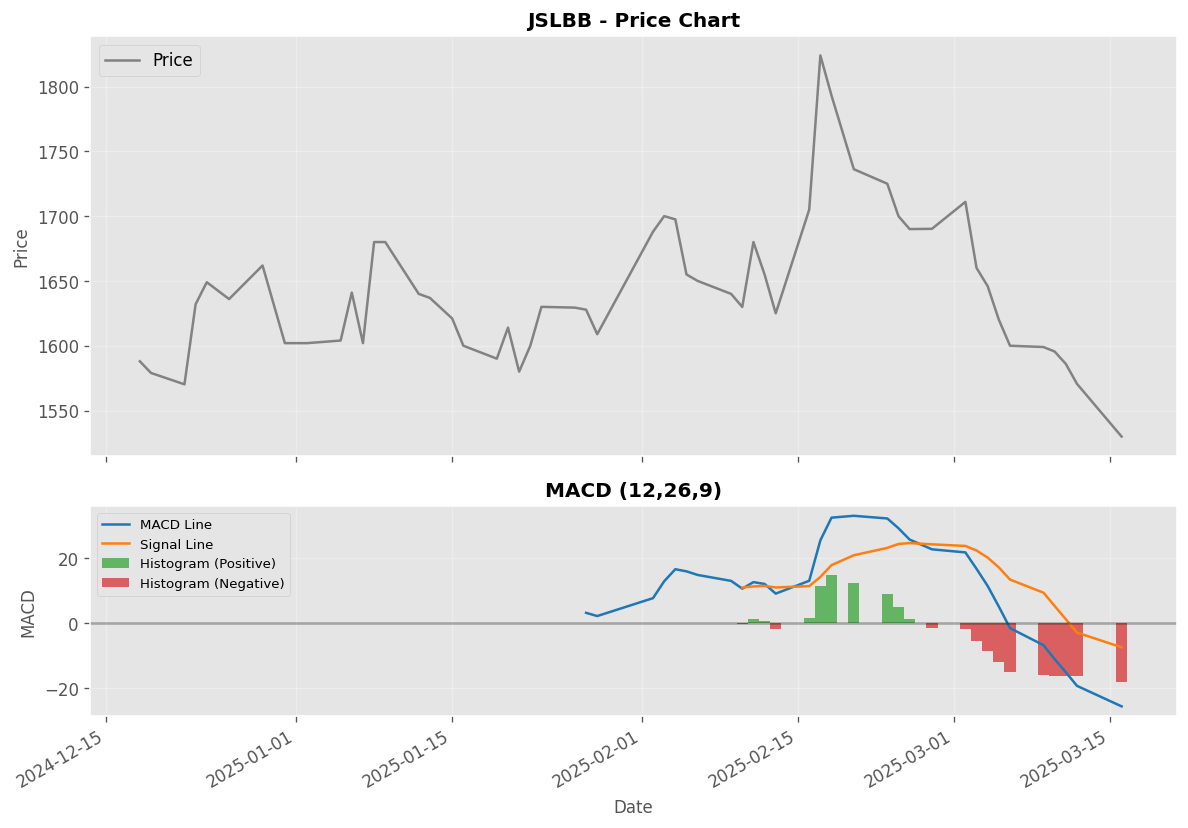 JSLBB - Price Chart
Price
1800
1750
1700
1650
1600
1550
Price
MACD (12,26,9)
MACD Line
Signal Line
Histogram (Positive)
Histogram (Negative)
20
0
−20
MACD
2024-12-15
2025-01-01
2025-01-15
2025-02-01
2025-02-15
2025-03-01
2025-03-15
Date